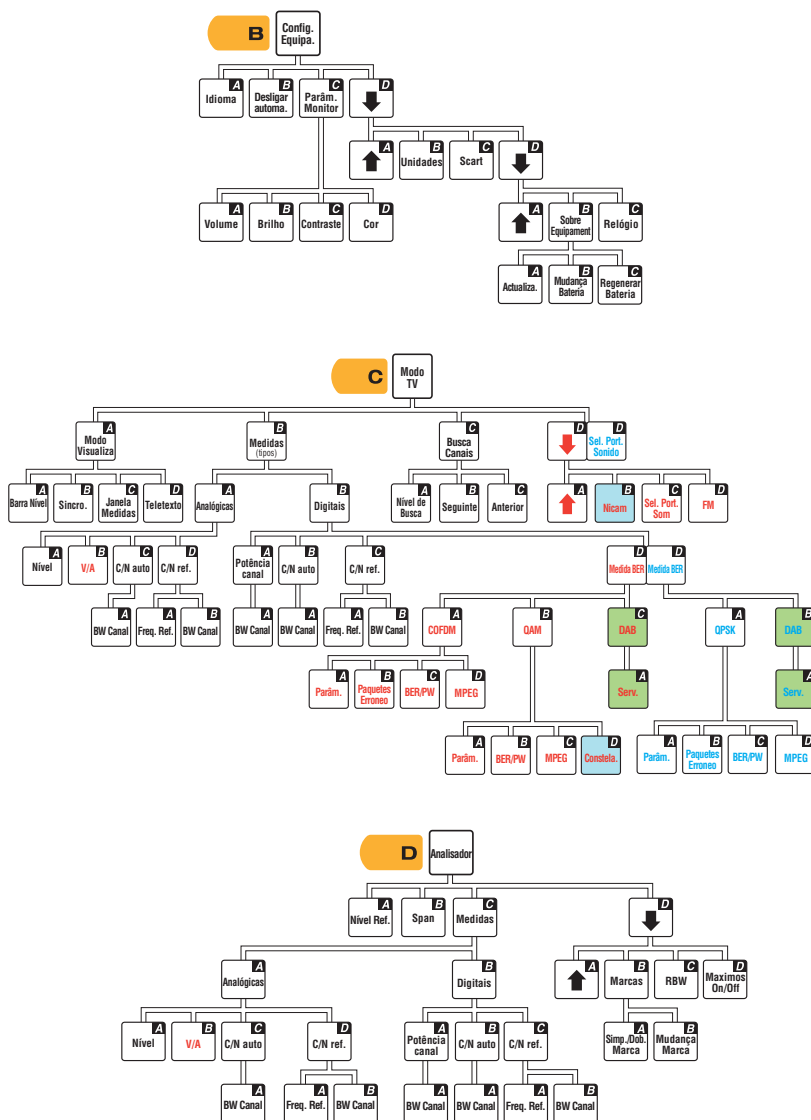 B
Config.
Equipa.
A
Idioma
B
Desligar
automa.
C
Parâm.
Monitor
D
A
B
Unidades
C
Scart
D
A
Volume
B
Brilho
C
Contraste
D
Cor
A
B
Sobre
Equipament
C
Relógio
A
Actualiza.
B
Mudança
Bateria
C
Regenerar
Bateria
C
Modo
TV
A
Modo
Visualiza
B
Medidas
(tipos)
C
Busca
Canais
D
D
Sel. Port.
Sonido
A
Barra Nível
B
Sincro.
C
Janela
Medidas
D
Teletexto
A
Analógicas
B
Digitais
A
Nível de
Busca
B
Seguinte
C
Anterior
A
B
Nicam
C
Sel. Port.
Som
D
FM
A
Nível
B
V/A
C
C/N auto
D
C/N ref.
A
Potência
canal
B
C/N auto
C
C/N ref.
D
Medida BER
D
Medida BER
A
BW Canal
A
Freq. Ref.
B
BW Canal
A
BW Canal
A
BW Canal
A
Freq. Ref.
B
BW Canal
A
COFDM
B
QAM
C
DAB
A
QPSK
B
DAB
A
Parâm.
B
Paquetes
Erroneo
C
BER/PW
D
MPEG
A
Serv.
A
Serv.
A
Parâm.
B
BER/PW
C
MPEG
D
Constela.
A
Parâm.
B
Paquetes
Erroneo
C
BER/PW
D
MPEG
D
Analisador
A
Nível Ref.
B
Span
C
Medidas
D
A
Analógicas
B
Digitais
A
B
Marcas
C
RBW
D
Maximos
On/Off
A
Nível
B
V/A
C
C/N auto
D
C/N ref.
A
Potência
canal
B
C/N auto
C
C/N ref.
A
Simp./Dob.
Marca
B
Mudança
Marca
A
BW Canal
A
Freq. Ref.
B
BW Canal
A
BW Canal
A
BW Canal
A
Freq. Ref.
B
BW Canal